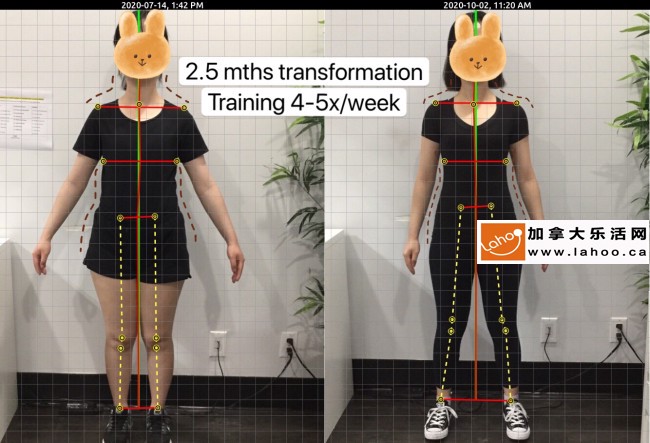 2020-07-14, 1:42 PM
2020-10-02, 11:20 AM
2.5 mths transformation
Training 4-5x/week
Lahoo
加拿大乐活网
www.lahoo.ca